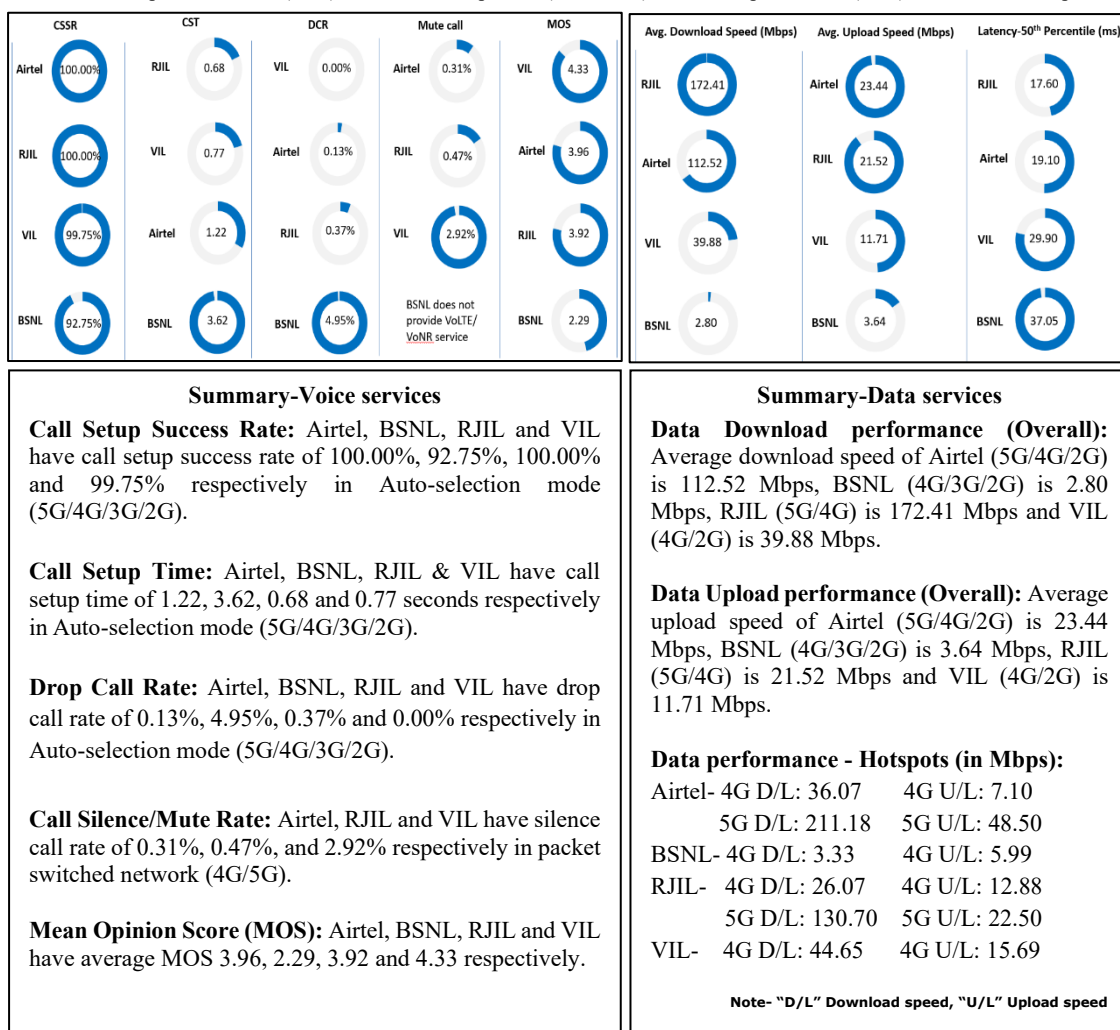 CSSR CST DCR Mute call MOS
Airtel 100.00% RJIL 0.68 VIL 0.00% Airtel 0.31% VIL 4.33
RJIL 100.00% VIL 0.77 Airtel 0.13% RJIL 0.47% Airtel 3.96
VIL 99.75% Airtel 1.22 RJIL 0.37% VIL 2.92% RJIL 3.92
BSNL 92.75% BSNL 3.62 BSNL 4.95% BSNL does not provide VoLTE/ VoNR service BSNL 2.29
Avg. Download Speed (Mbps) Avg. Upload Speed (Mbps) Latency-50th Percentile (ms)
RJIL 172.41 Airtel 23.44 RJIL 17.60
Airtel 112.52 RJIL 21.52 Airtel 19.10
VIL 39.88 VIL 11.71 VIL 29.90
BSNL 2.80 BSNL 3.64 BSNL 37.05
Summary-Voice services
Call Setup Success Rate: Airtel, BSNL, RJIL and VIL
have call setup success rate of 100.00%, 92.75%, 100.00%
and 99.75% respectively in Auto-selection mode
(5G/4G/3G/2G).
Call Setup Time: Airtel, BSNL, RJIL & VIL have call
setup time of 1.22, 3.62, 0.68 and 0.77 seconds respectively
in Auto-selection mode (5G/4G/3G/2G).
Drop Call Rate: Airtel, BSNL, RJIL and VIL have drop
call rate of 0.13%, 4.95%, 0.37% and 0.00% respectively in
Auto-selection mode (5G/4G/3G/2G).
Call Silence/Mute Rate: Airtel, RJIL and VIL have silence
call rate of 0.31%, 0.47%, and 2.92% respectively in packet
switched network (4G/5G).
Mean Opinion Score (MOS): Airtel, BSNL, RJIL and VIL
have average MOS 3.96, 2.29, 3.92 and 4.33 respectively.
Summary-Data services
Data Download performance (Overall):
Average download speed of Airtel (5G/4G/2G)
is 112.52 Mbps, BSNL (4G/3G/2G) is 2.80
Mbps, RJIL (5G/4G) is 172.41 Mbps and VIL
(4G/2G) is 39.88 Mbps.
Data Upload performance (Overall): Average
upload speed of Airtel (5G/4G/2G) is 23.44
Mbps, BSNL (4G/3G/2G) is 3.64 Mbps, RJIL
(5G/4G) is 21.52 Mbps and VIL (4G/2G) is
11.71 Mbps.
Data performance - Hotspots (in Mbps):
Airtel- 4G D/L: 36.07 4G U/L: 7.10
5G D/L: 211.18 5G U/L: 48.50
BSNL- 4G D/L: 3.33 4G U/L: 5.99
RJIL- 4G D/L: 26.07 4G U/L: 12.88
5G D/L: 130.70 5G U/L: 22.50
VIL- 4G D/L: 44.65 4G U/L: 15.69
Note- “D/L” Download speed, “U/L” Upload speed